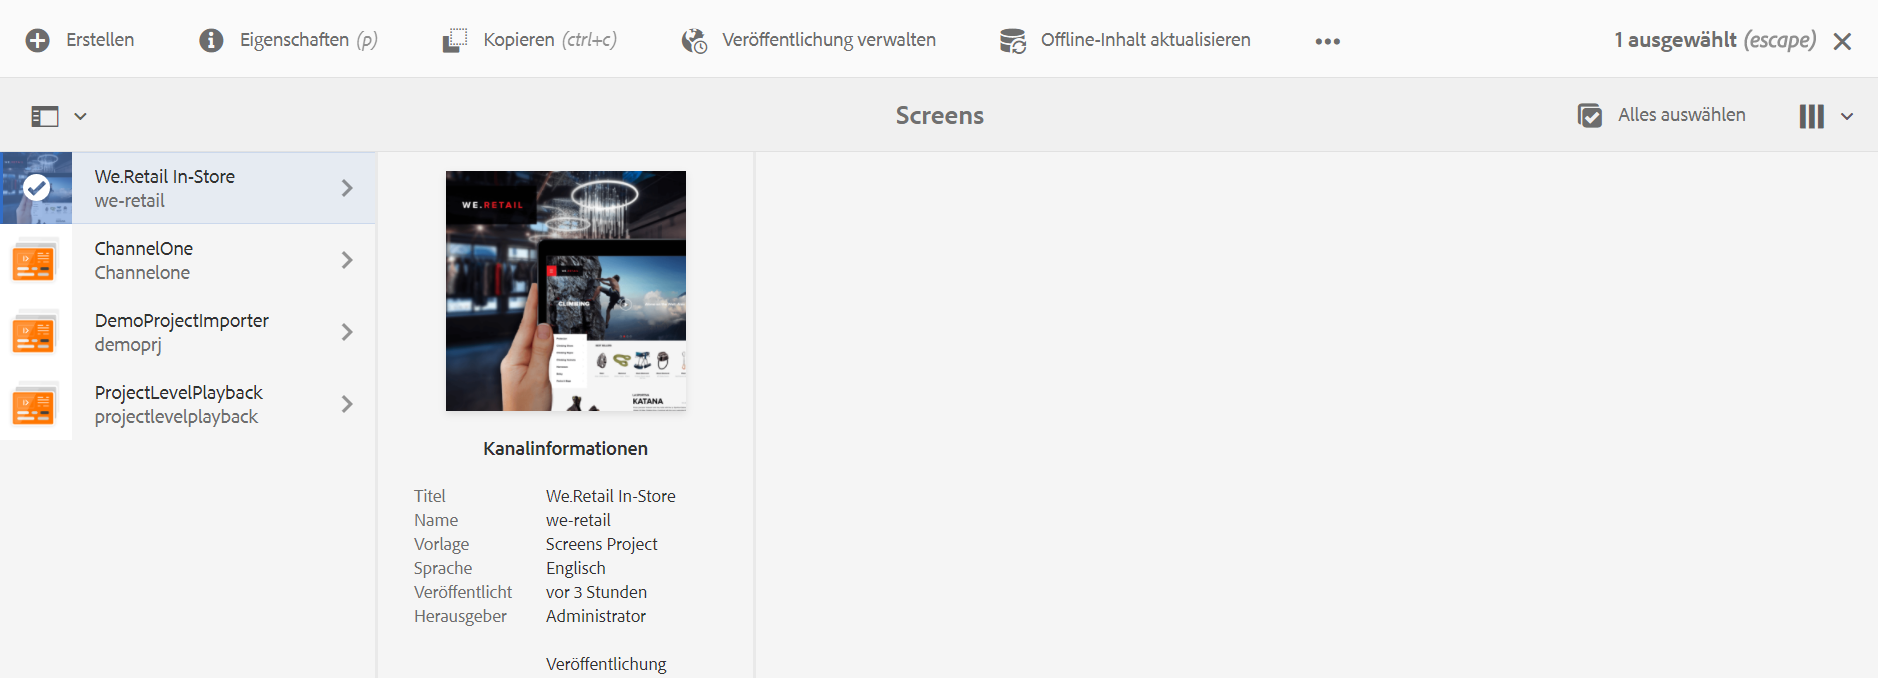 Erstellen
Eigenschaften (p)
Kopieren (ctrl+c)
Veröffentlichung verwalten
Offline-Inhalt aktualisieren
1 ausgewählt (escape)
Screens
Alles auswählen
We.Retail In-Store
we-retail
ChannelOne
Channelone
DemoProjectImporter
demoprj
ProjectLevelPlayback
projectlevelplayback
WE.RETAIL
CLIMBING
KATANA
Kanalinformationen
Titel We.Retail In-Store
Name we-retail
Vorlage Screens Project
Sprache Englisch
Veröffentlicht vor 3 Stunden
Herausgeber Administrator
Veröffentlichung